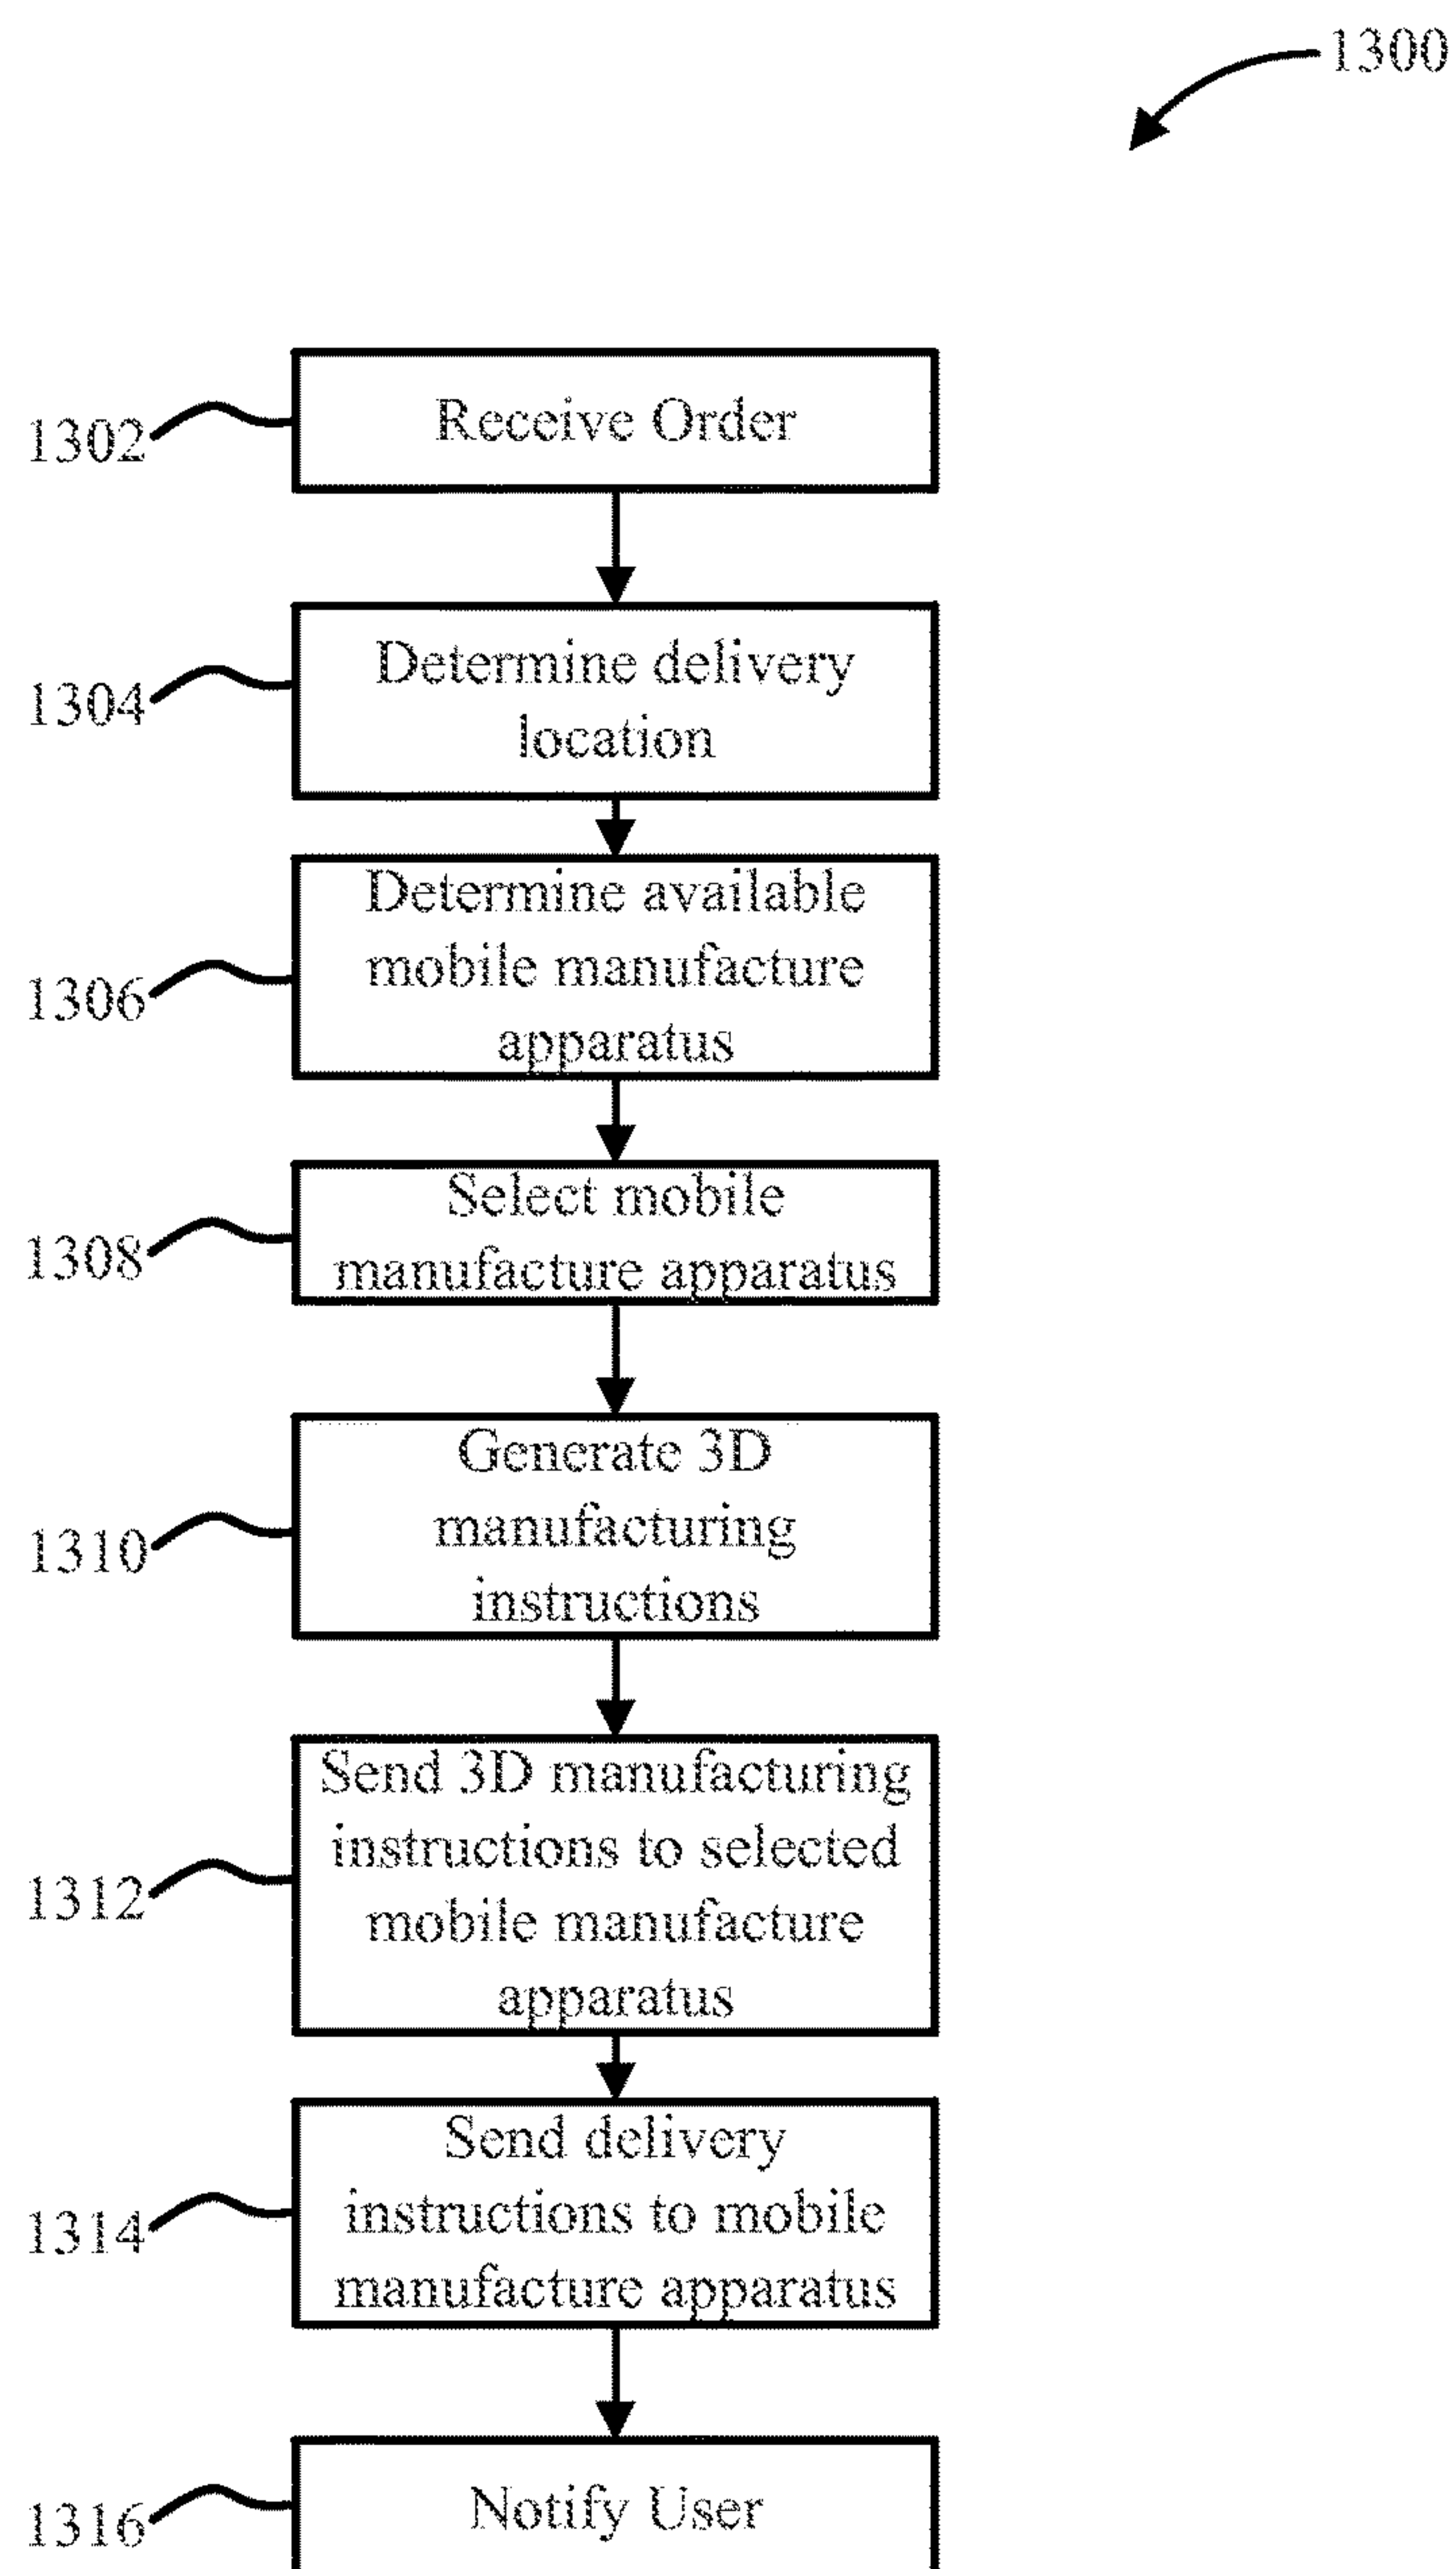 1300
1302
Receive Order
1304
Determine delivery
location
1306
Determine available
mobile manufacture
apparatus
1308
Select mobile
manufacture apparatus
1310
Generate 3D
manufacturing
instructions
1312
Send 3D manufacturing
instructions to selected
mobile manufacture
apparatus
1314
Send delivery
instructions to mobile
manufacture apparatus
1316
Notify User